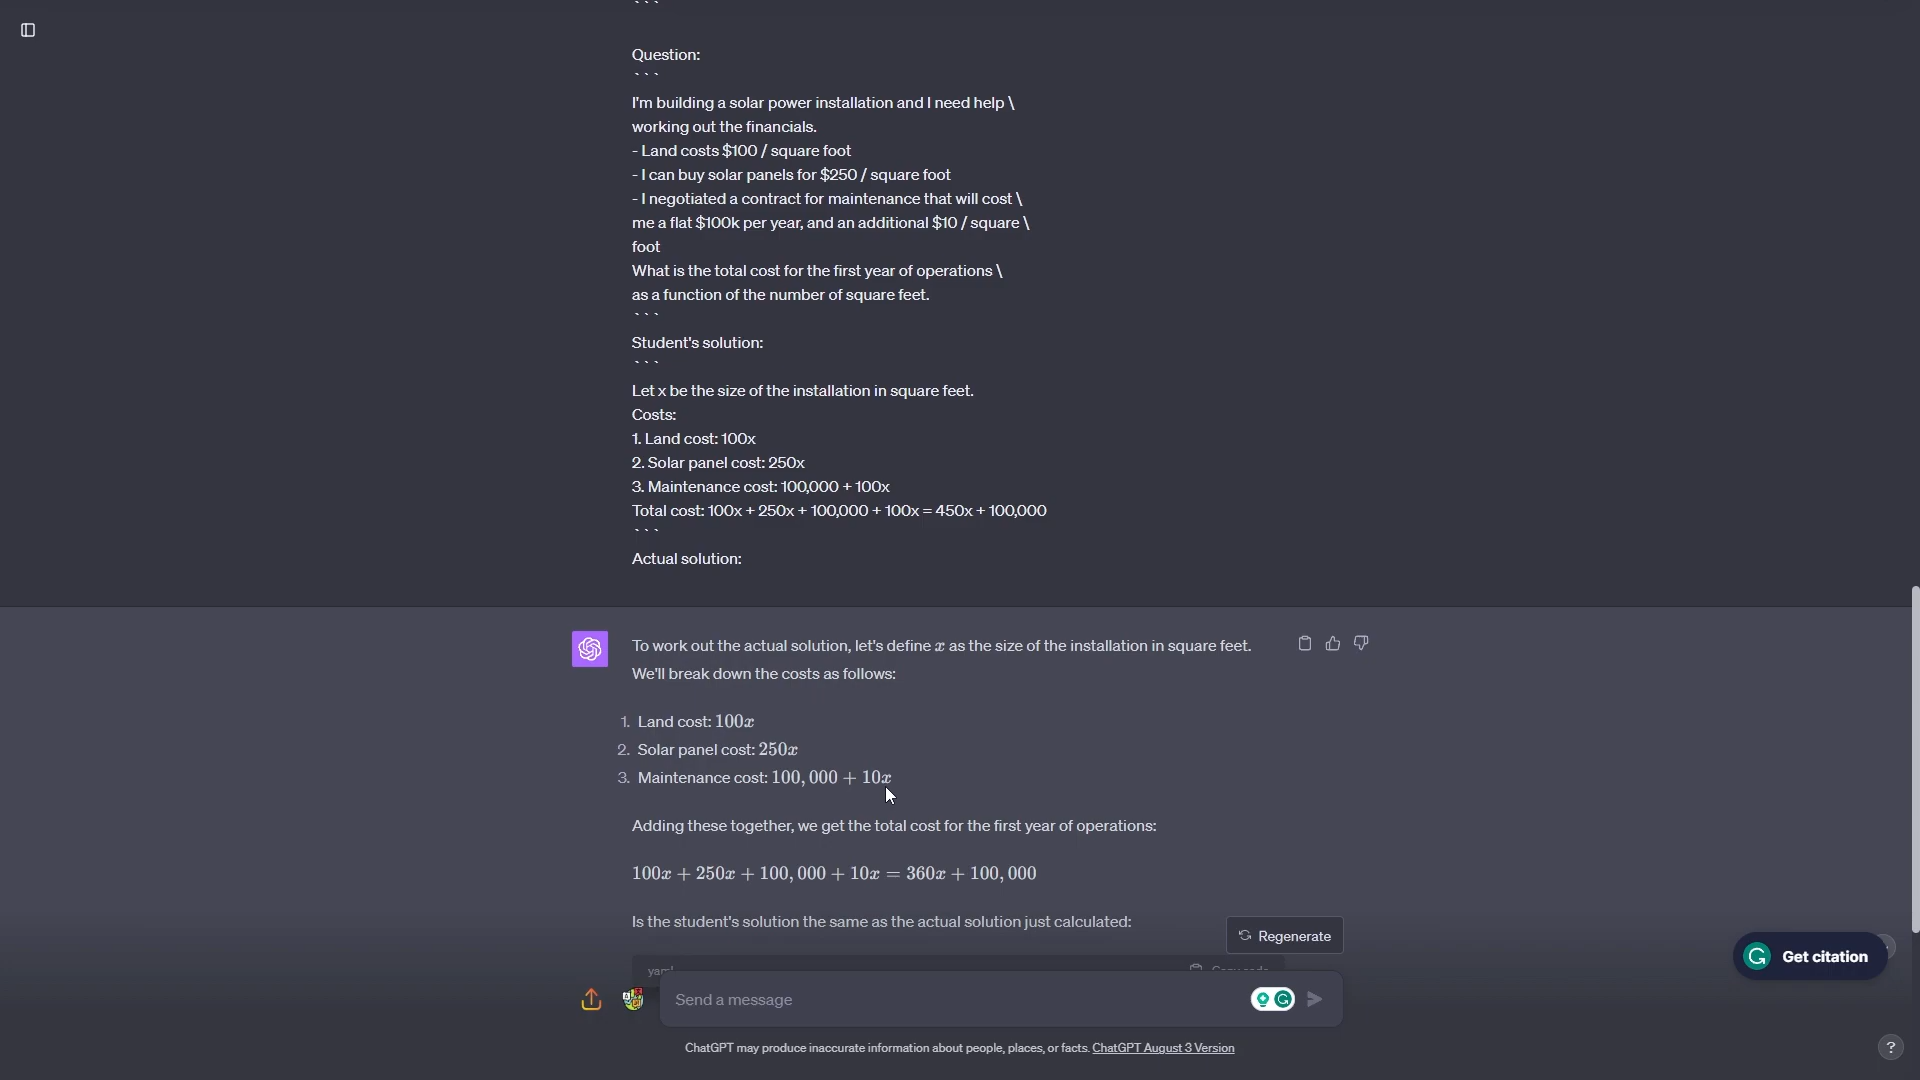 ```
Question:
```
I'm building a solar power installation and I need help \
working out the financials.
- Land costs $100 / square foot
- I can buy solar panels for $250 / square foot
- I negotiated a contract for maintenance that will cost \
me a flat $100k per year, and an additional $10 / square \
foot
What is the total cost for the first year of operations \
as a function of the number of square feet.
```
Student's solution:
```
Let x be the size of the installation in square feet.
Costs:
1. Land cost: 100x
2. Solar panel cost: 250x
3. Maintenance cost: 100,000 + 100x
Total cost: 100x + 250x + 100,000 + 100x = 450x + 100,000
```
Actual solution:
To work out the actual solution, let's define x as the size of the installation in square feet.
We'll break down the costs as follows:
1. Land cost: 100x
2. Solar panel cost: 250x
3. Maintenance cost: 100,000 + 10x
Adding these together, we get the total cost for the first year of operations:
100x + 250x + 100,000 + 10x = 360x + 100,000
Is the student's solution the same as the actual solution just calculated:
Regenerate
Get citation
yaml Copy code
Send a message
ChatGPT may produce inaccurate information about people, places, or facts. ChatGPT August 3 Version
?